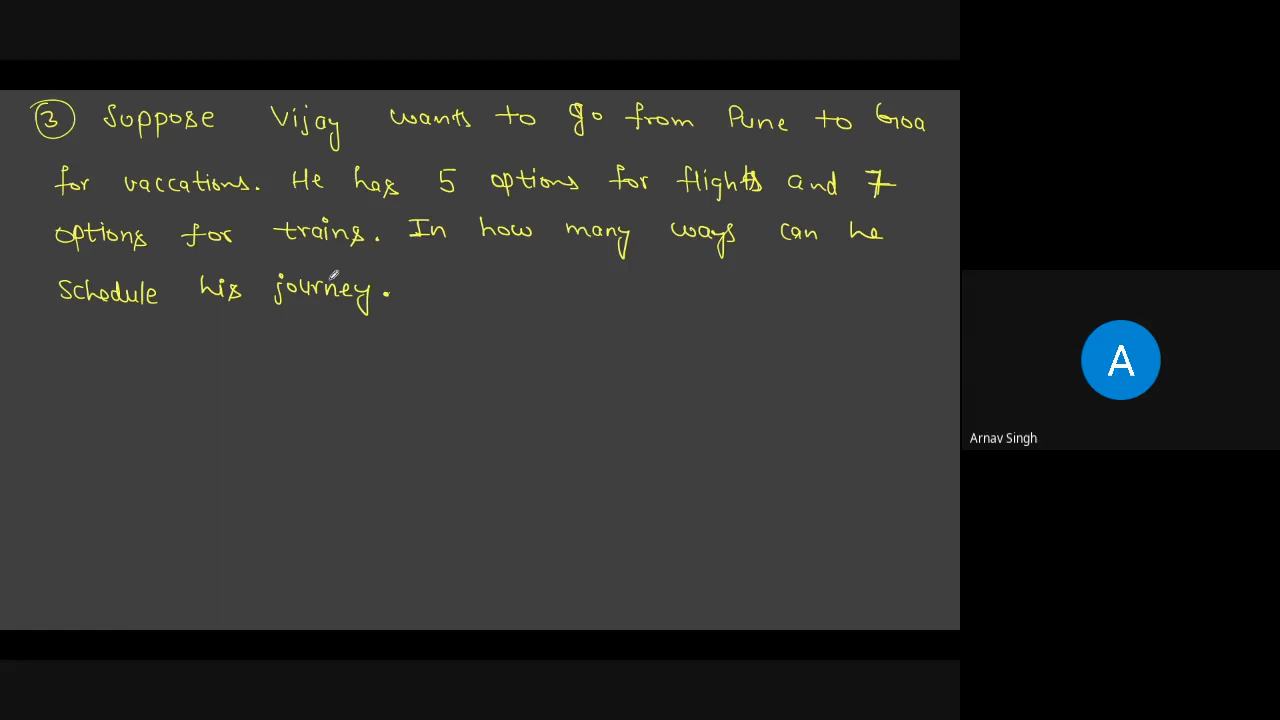 3 Suppose Vijay wants to go from Pune to Goa
for vaccations. He has 5 options for flights and 7
options for trains. In how many ways can he
schedule his journey.
A
Arnav Singh